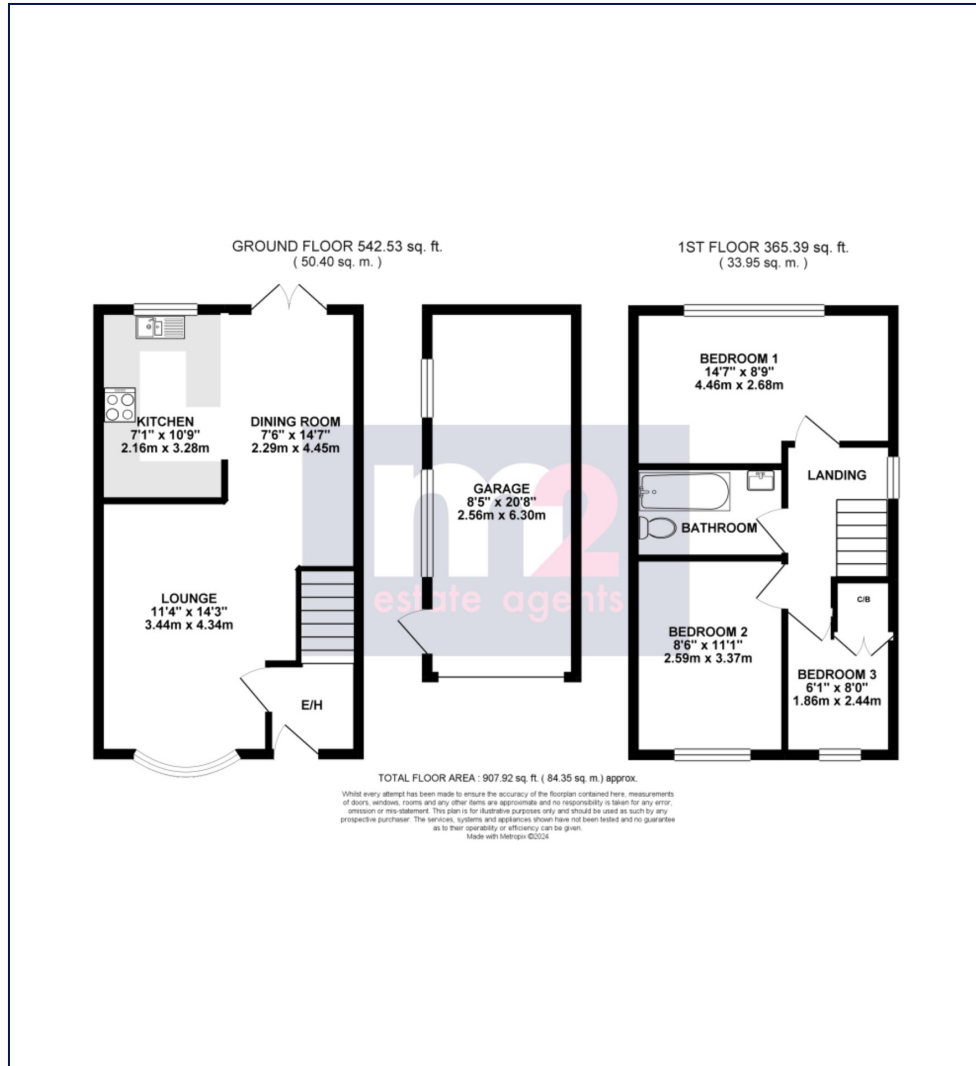 GROUND FLOOR 542.53 sq. ft.
( 50.40 sq. m. )
1ST FLOOR 365.39 sq. ft.
( 33.95 sq. m. )
KITCHEN
7'1" x 10'9"
2.16m x 3.28m
DINING ROOM
7'6" x 14'7"
2.29m x 4.45m
LOUNGE
11'4" x 14'3"
3.44m x 4.34m
E/H
GARAGE
8'5" x 20'8"
2.56m x 6.30m
m2
estate agents
BEDROOM 1
14'7" x 8'9"
4.46m x 2.68m
LANDING
BATHROOM
C/B
BEDROOM 2
8'6" x 11'1"
2.59m x 3.37m
BEDROOM 3
6'1" x 8'0"
1.86m x 2.44m
TOTAL FLOOR AREA : 907.92 sq. ft. ( 84.35 sq. m.) approx.
Whilst every attempt has been made to ensure the accuracy of the floorplan contained here, measurements
of doors, windows, rooms and any other items are approximate and no responsibility is taken for any error,
omission or mis-statement. This plan is for illustrative purposes only and should be used as such by any
prospective purchaser. The services, systems and appliances shown have not been tested and no guarantee
as to their operability or efficiency can be given.
Made with Metropix ©2024